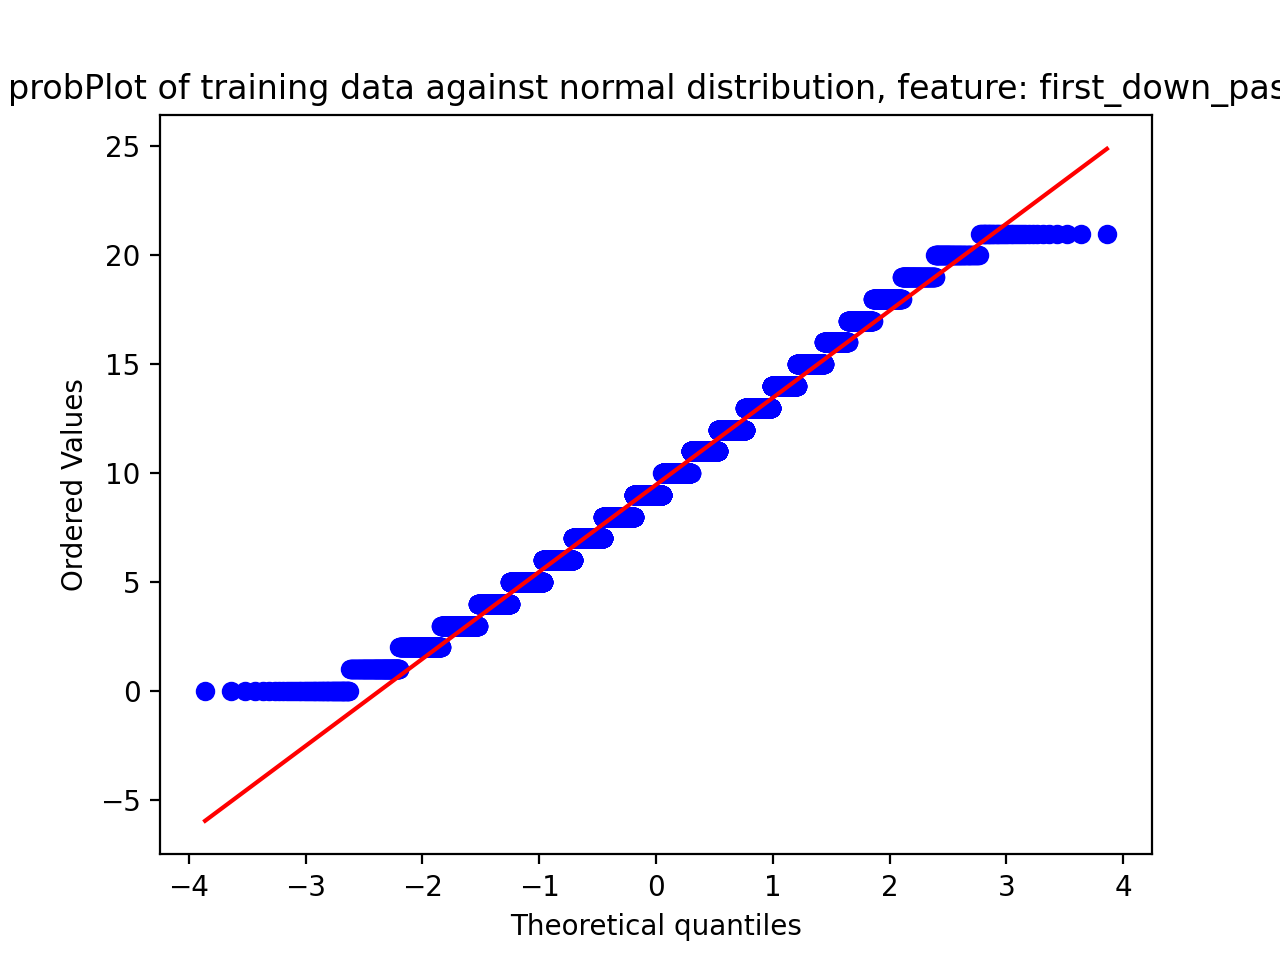 probPlot of training data against normal distribution, feature: first_down_pas
25
20
15
10
5
0
−5
Ordered Values
−4 −3 −2 −1 0 1 2 3 4
Theoretical quantiles